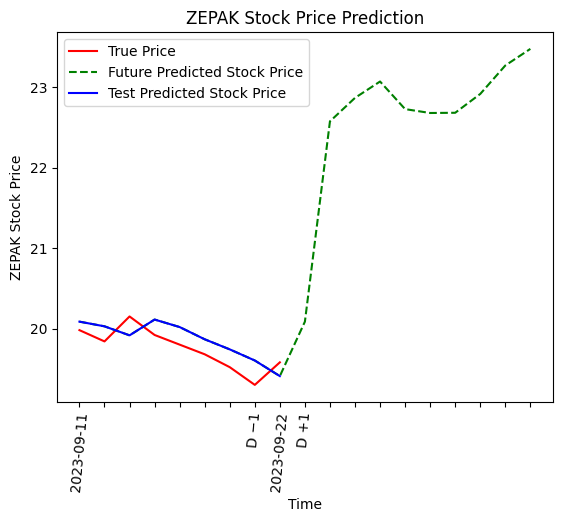 ZEPAK Stock Price Prediction
True Price
Future Predicted Stock Price
Test Predicted Stock Price
ZEPAK Stock Price
23
22
21
20
2023-09-11
D −1
2023-09-22
D +1
Time